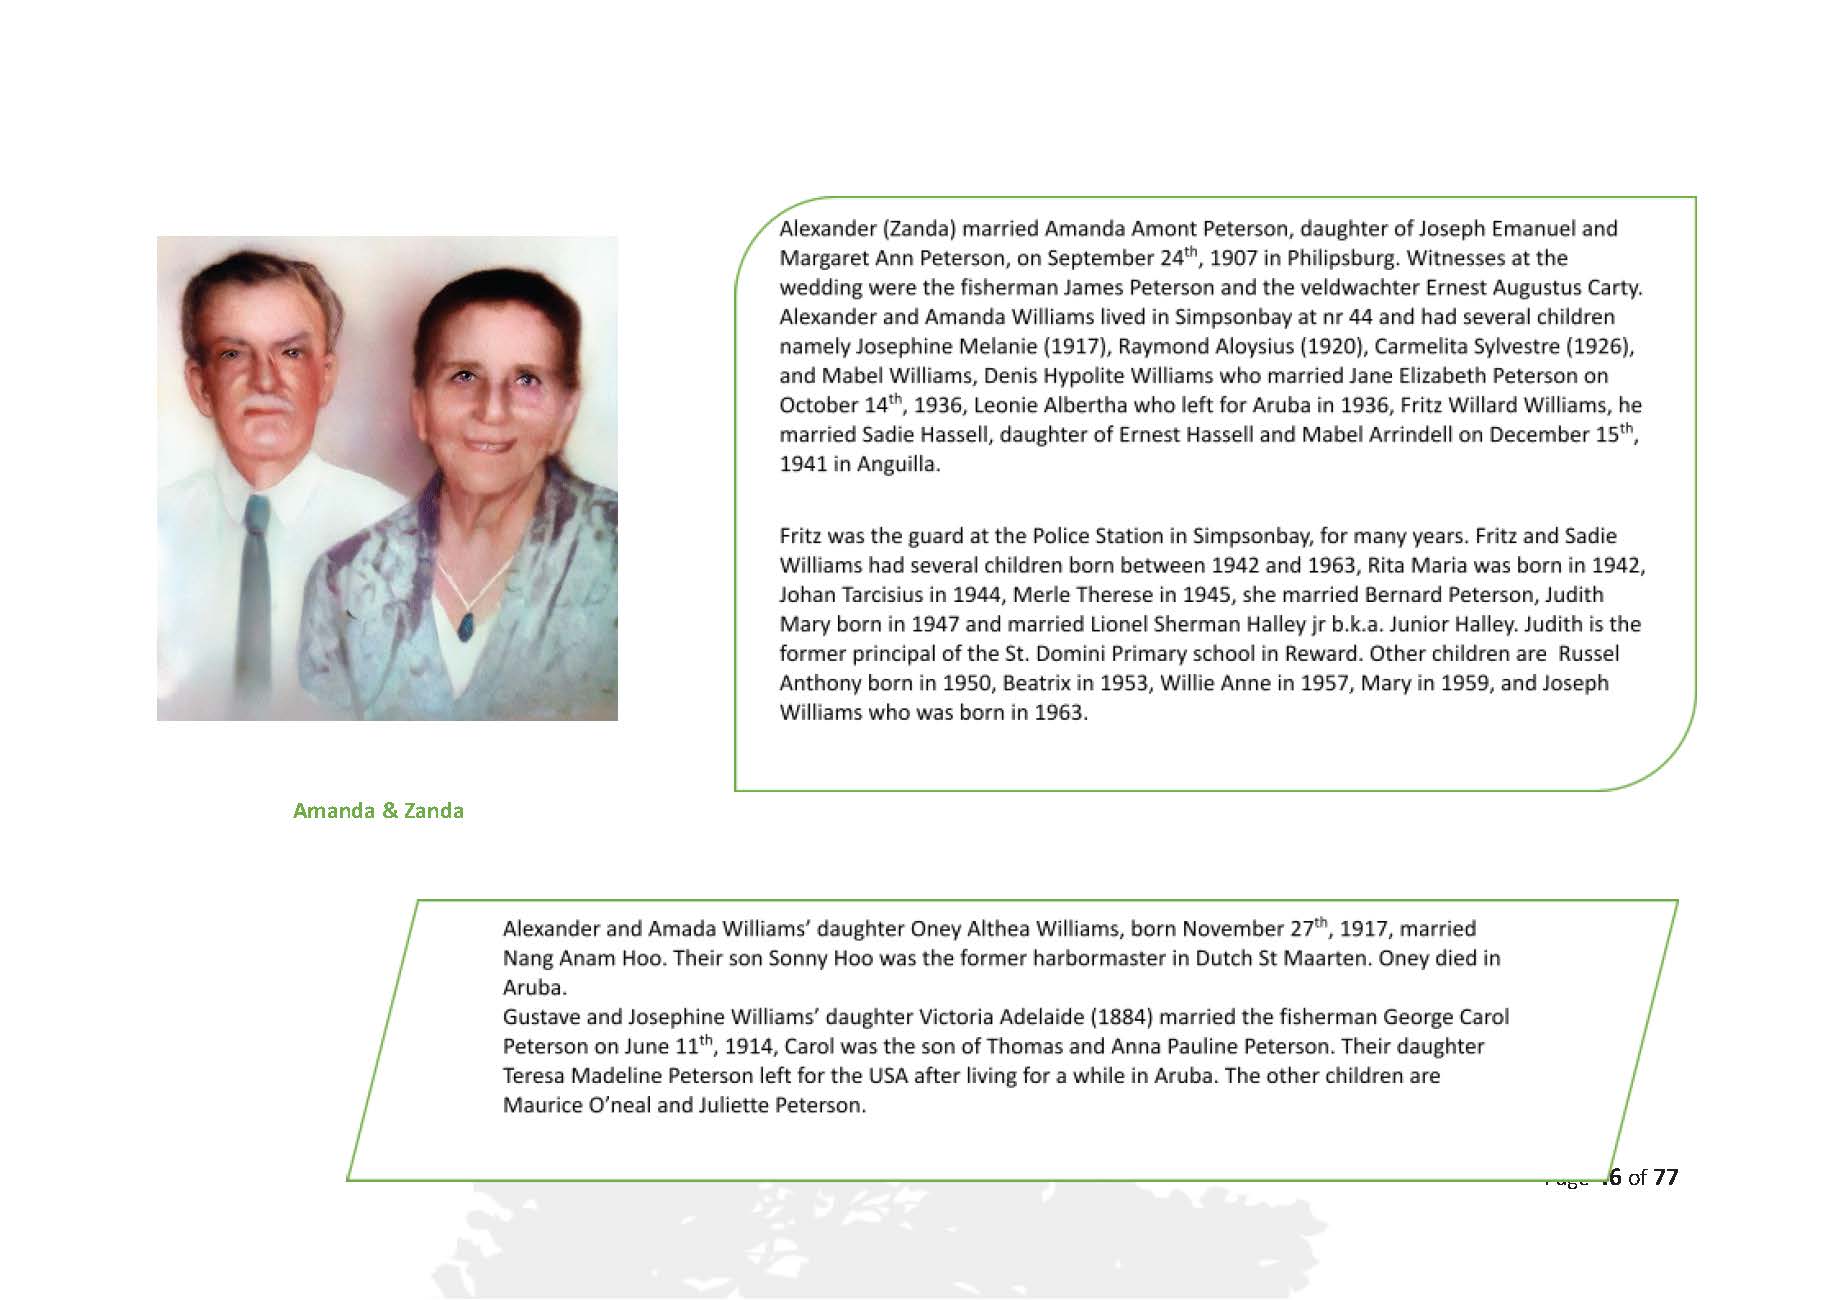 Alexander (Zanda) married Amanda Amont Peterson, daughter of Joseph Emanuel and
Margaret Ann Peterson, on September 24th, 1907 in Philipsburg. Witnesses at the
wedding were the fisherman James Peterson and the veldwachter Ernest Augustus Carty.
Alexander and Amanda Williams lived in Simpsonbay at nr 44 and had several children
namely Josephine Melanie (1917), Raymond Aloysius (1920), Carmelita Sylvestre (1926),
and Mabel Williams, Denis Hypolite Williams who married Jane Elizabeth Peterson on
October 14th, 1936, Leonie Albertha who left for Aruba in 1936, Fritz Willard Williams, he
married Sadie Hassell, daughter of Ernest Hassell and Mabel Arrindell on December 15th,
1941 in Anguilla.
Fritz was the guard at the Police Station in Simpsonbay, for many years. Fritz and Sadie
Williams had several children born between 1942 and 1963, Rita Maria was born in 1942,
Johan Tarcisius in 1944, Merle Therese in 1945, she married Bernard Peterson, Judith
Mary born in 1947 and married Lionel Sherman Halley jr b.k.a. Junior Halley. Judith is the
former principal of the St. Domini Primary school in Reward. Other children are Russel
Anthony born in 1950, Beatrix in 1953, Willie Anne in 1957, Mary in 1959, and Joseph
Williams who was born in 1963.
Amanda & Zanda
Alexander and Amada Williams' daughter Oney Althea Williams, born November 27th, 1917, married
Nang Anam Hoo. Their son Sonny Hoo was the former harbormaster in Dutch St Maarten. Oney died in
Aruba.
Gustave and Josephine Williams' daughter Victoria Adelaide (1884) married the fisherman George Carol
Peterson on June 11th, 1914, Carol was the son of Thomas and Anna Pauline Peterson. Their daughter
Teresa Madeline Peterson left for the USA after living for a while in Aruba. The other children are
Maurice O'neal and Juliette Peterson.
Page of 77